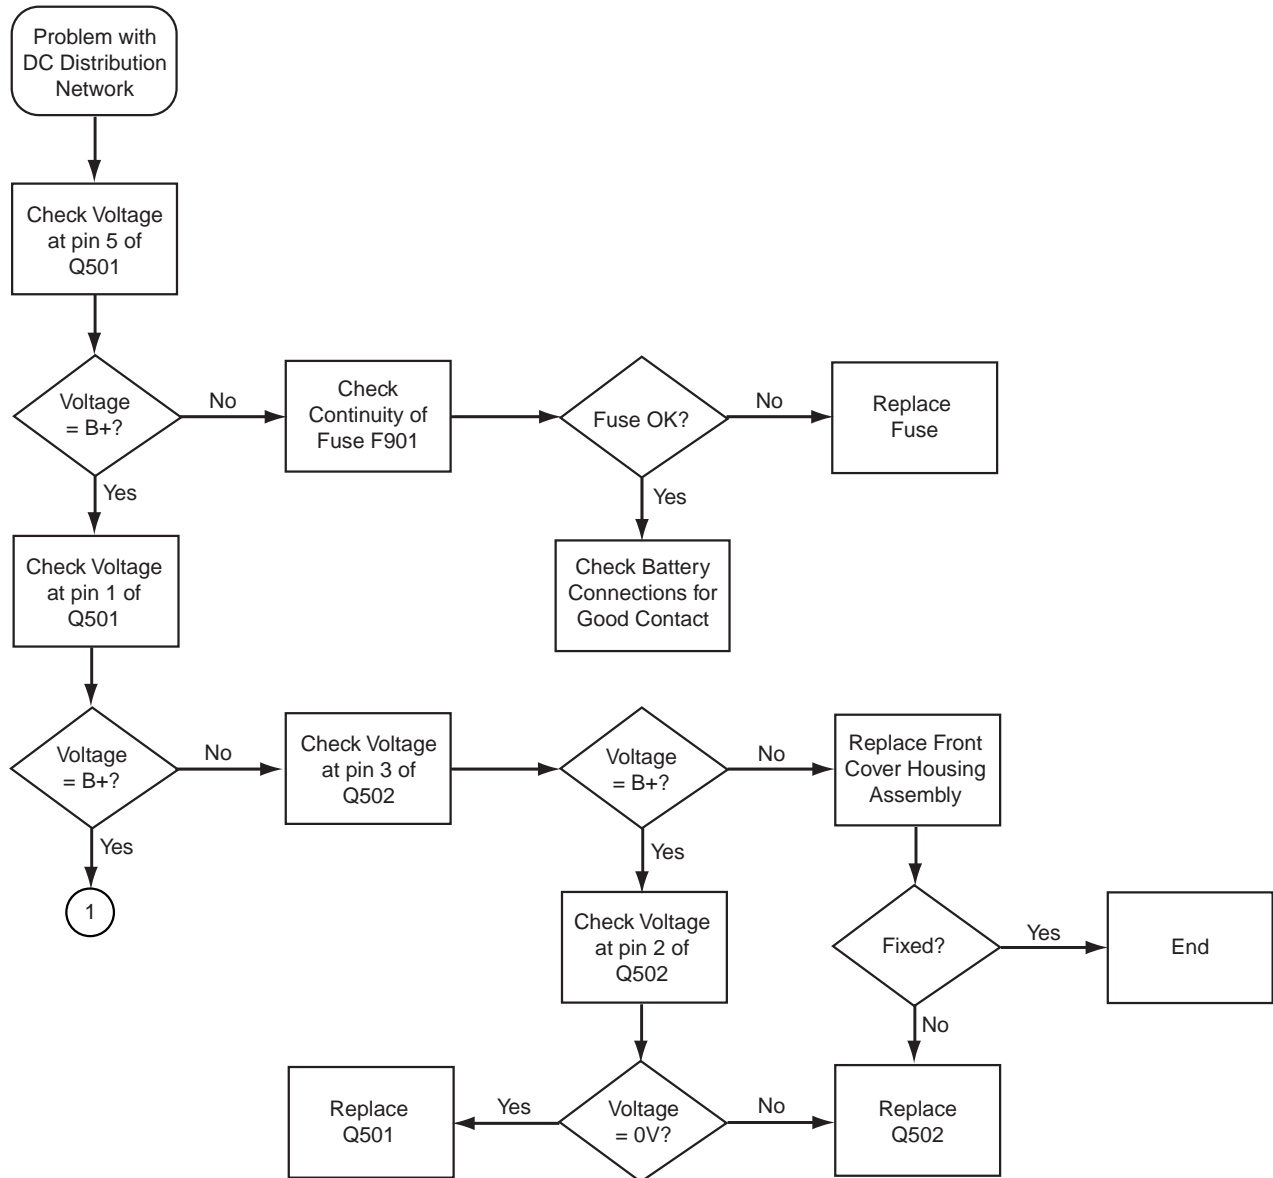 Problem with
DC Distribution
Network
Check Voltage
at pin 5 of
Q501
Voltage
= B+?
No
Check
Continuity of
Fuse F901
Fuse OK?
No
Replace
Fuse
Yes
Yes
Check Voltage
at pin 1 of
Q501
Check Battery
Connections for
Good Contact
Voltage
= B+?
No
Check Voltage
at pin 3 of
Q502
Voltage
= B+?
No
Replace Front
Cover Housing
Assembly
Yes
Yes
1
Check Voltage
at pin 2 of
Q502
Fixed?
Yes
End
No
Replace
Q501
Yes
Voltage
= 0V?
No
Replace
Q502